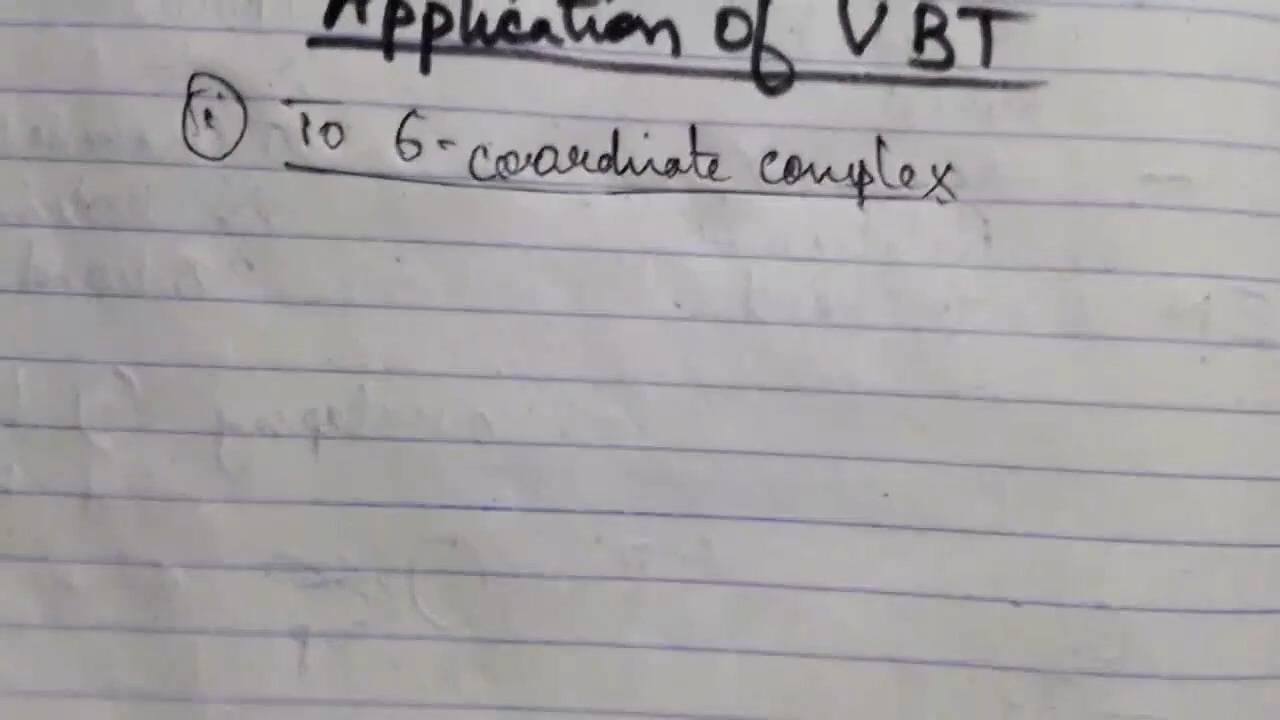 Application of VBT
(i) To 6-coordinate complex